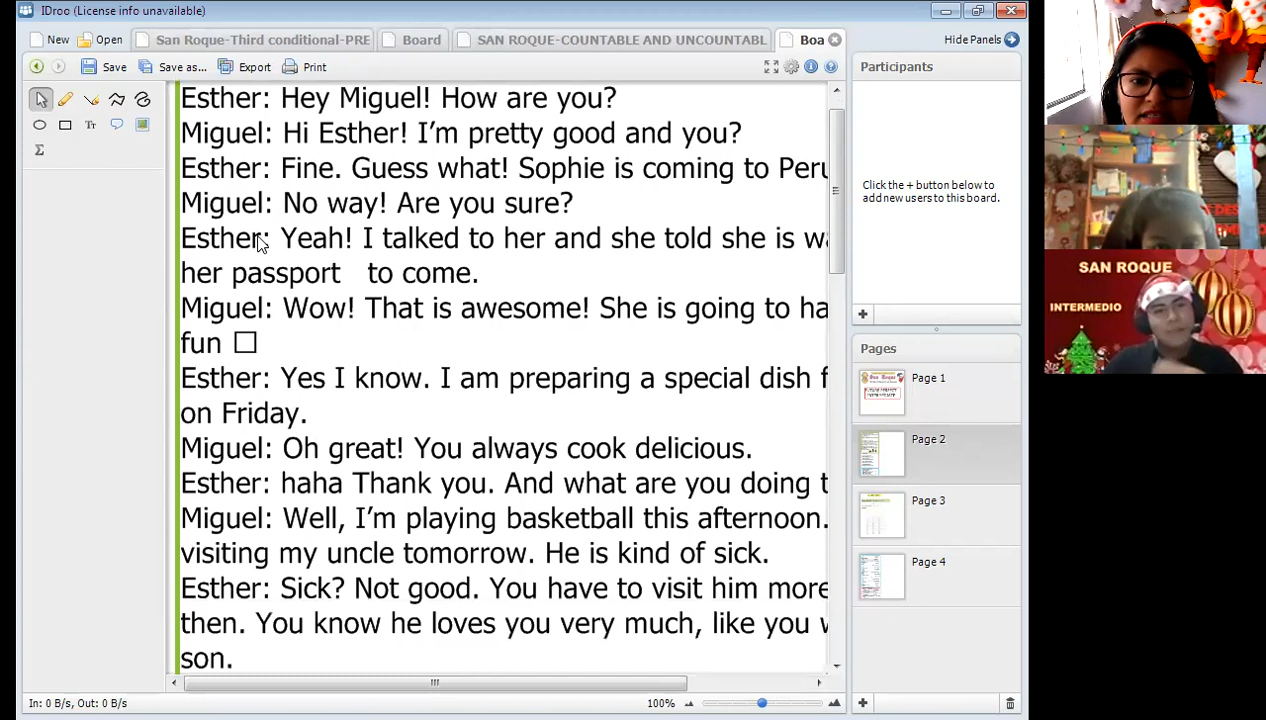 IDroo (License info unavailable)
New
Open
San Roque-Third conditional-PRE
Board
SAN ROQUE-COUNTABLE AND UNCOUNTABL
Boa
Hide Panels
Save
Save as...
Export
Print
Participants
Click the + button below to
add new users to this board.
Esther: Hey Miguel! How are you?
Miguel: Hi Esther! I’m pretty good and you?
Esther: Fine. Guess what! Sophie is coming to Peru
Miguel: No way! Are you sure?
Esther: Yeah! I talked to her and she told she is wa
her passport to come.
Miguel: Wow! That is awesome! She is going to ha
fun □
Esther: Yes I know. I am preparing a special dish f
on Friday.
Miguel: Oh great! You always cook delicious.
Esther: haha Thank you. And what are you doing t
Miguel: Well, I’m playing basketball this afternoon.
visiting my uncle tomorrow. He is kind of sick.
Esther: Sick? Not good. You have to visit him more
then. You know he loves you very much, like you w
son.
Pages
Page 1
Page 2
Page 3
Page 4
In: 0 B/s, Out: 0 B/s
100%
SAN ROQUE
INTERMEDIO